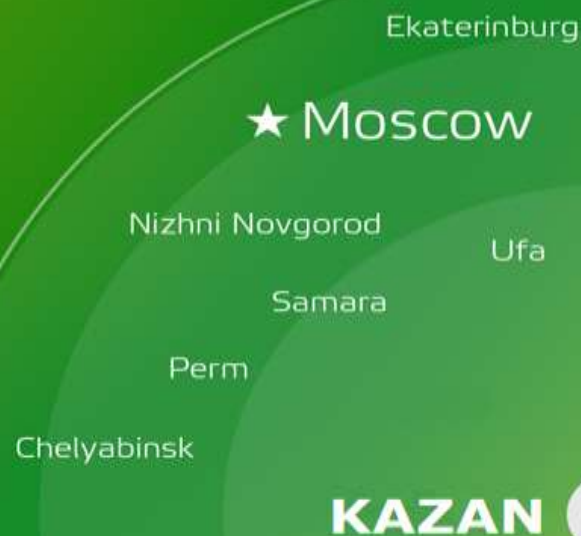 Ekaterinburg
★ Moscow
Nizhni Novgorod
Ufa
Samara
Perm
Chelyabinsk
KAZAN